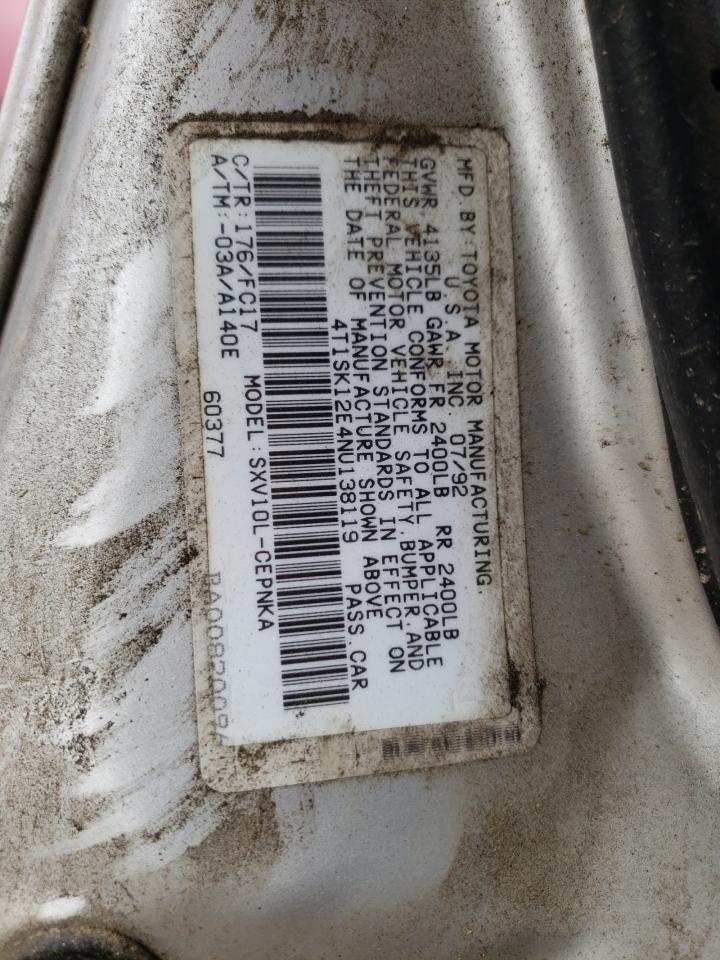 MFD. BY: TOYOTA MOTOR MANUFACTURING,
U.S.A. INC. 07/92
GVWR 4135LB GAWR FR 2400LB RR 2400LB
THIS VEHICLE CONFORMS TO ALL APPLICABLE
FEDERAL MOTOR VEHICLE SAFETY, BUMPER, AND
THEFT PREVENTION STANDARDS IN EFFECT ON
THE DATE OF MANUFACTURE SHOWN ABOVE
4T1SK12E4NU138119 PASS.CAR
C/TR:176/FC17 MODEL:SXV10L-CEPNKA
A/TM:-03A/A140E
60377